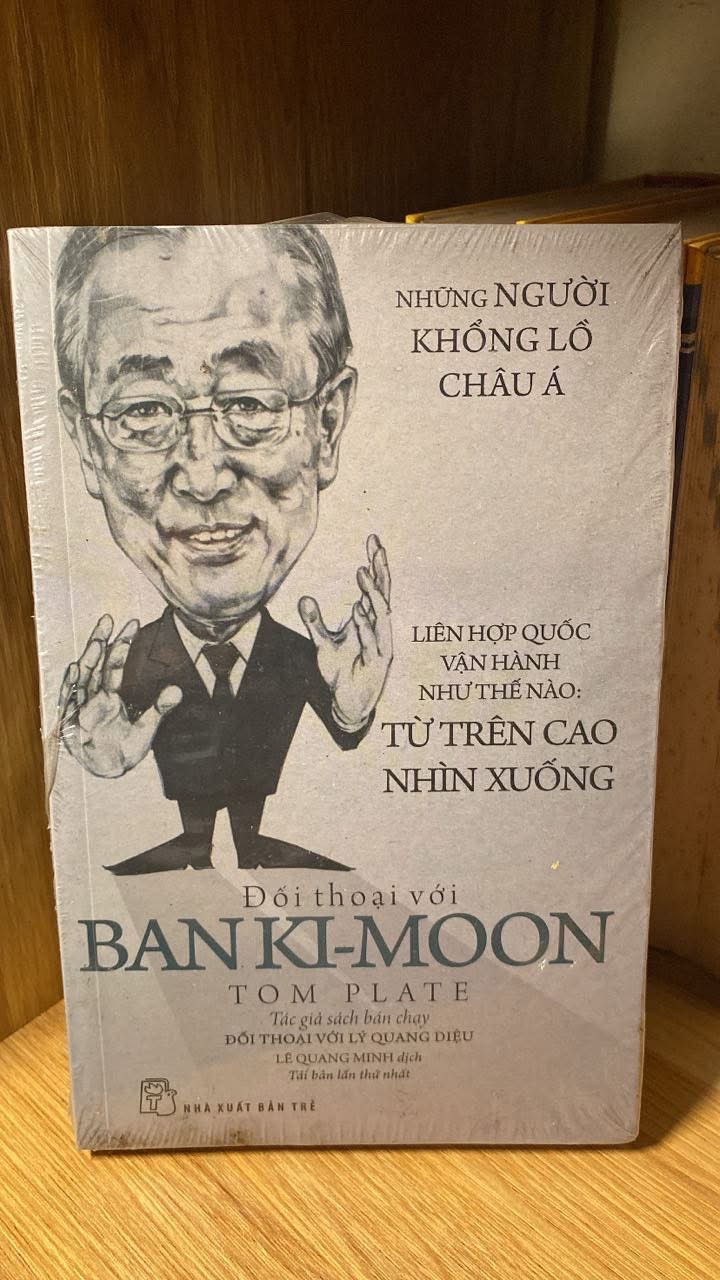 NHỮNG NGƯỜI
KHỔNG LỒ
CHÂU Á
LIÊN HỢP QUỐC
VẬN HÀNH
NHƯ THẾ NÀO:
TỪ TRÊN CAO
NHÌN XUỐNG
Đối thoại với
BAN KI-MOON
TOM PLATE
Tác giả sách bán chạy
ĐỐI THOẠI VỚI LÝ QUANG DIỆU
LÊ QUANG MINH dịch
Tái bản lần thứ nhất
T
NHÀ XUẤT BẢN TRẺ